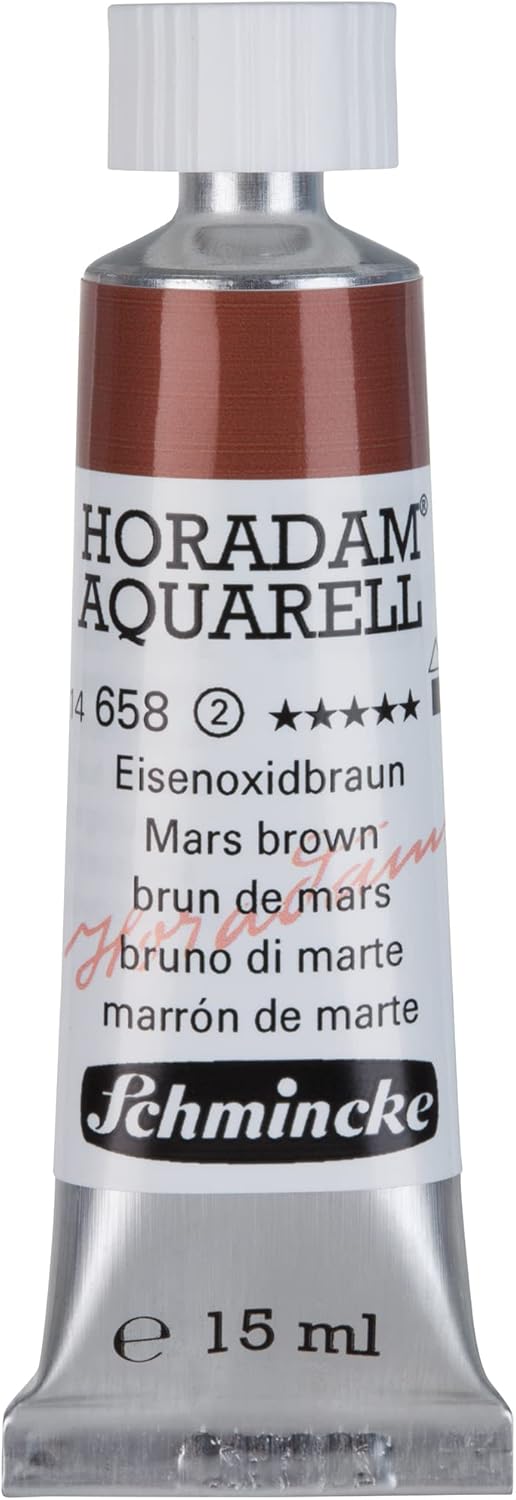 HORADAM®
AQUARELL
14 658 2 ★★★★★
Eisenoxidbraun
Mars brown
brun de mars
bruno di marte
marrón de marte
Horadam
Schmincke
e 15 ml